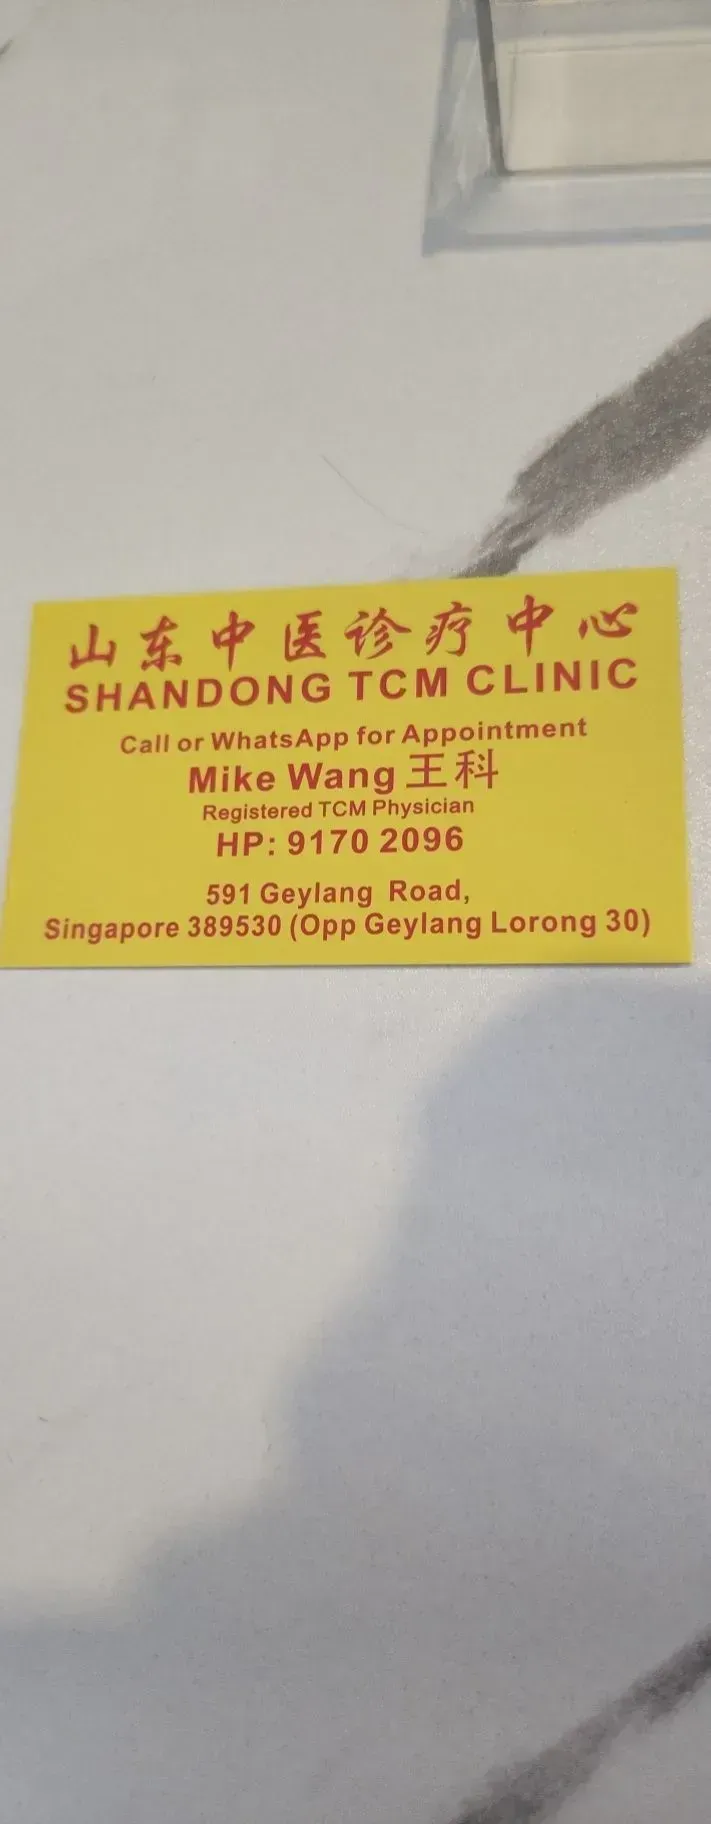 山东中医诊疗中心
SHANDONG TCM CLINIC
Call or WhatsApp for Appointment
Mike Wang 王科
Registered TCM Physician
HP: 9170 2096
591 Geylang Road,
Singapore 389530 (Opp Geylang Lorong 30)